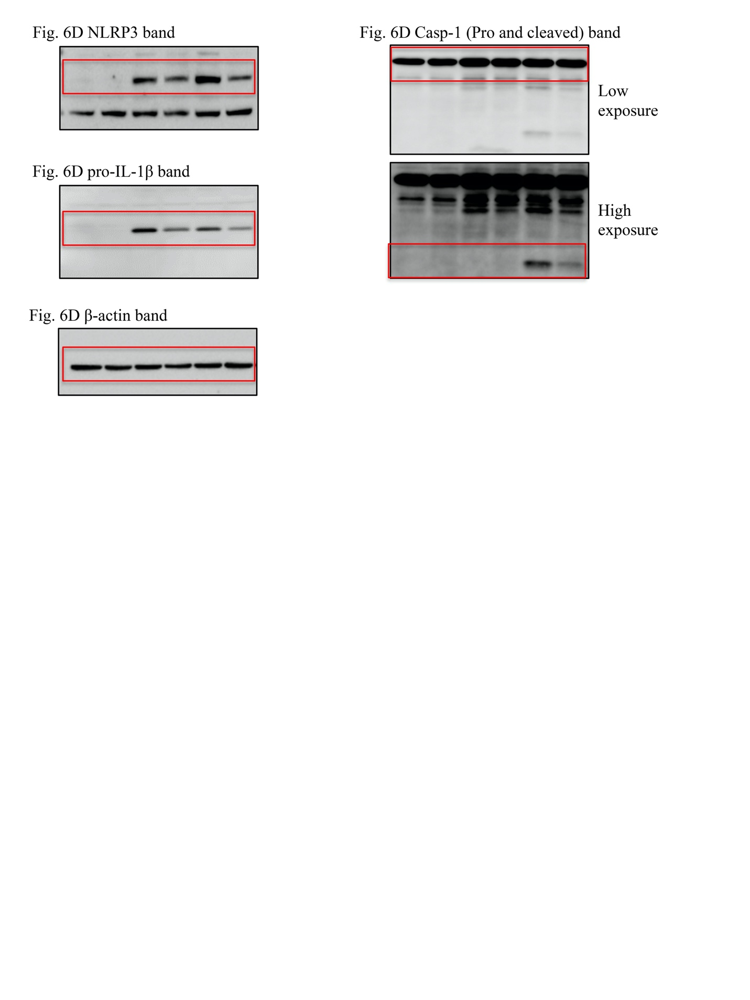 Fig. 6D NLRP3 band
Fig. 6D Casp-1 (Pro and cleaved) band
Low
exposure
Fig. 6D pro-IL-1β band
High
exposure
Fig. 6D β-actin band